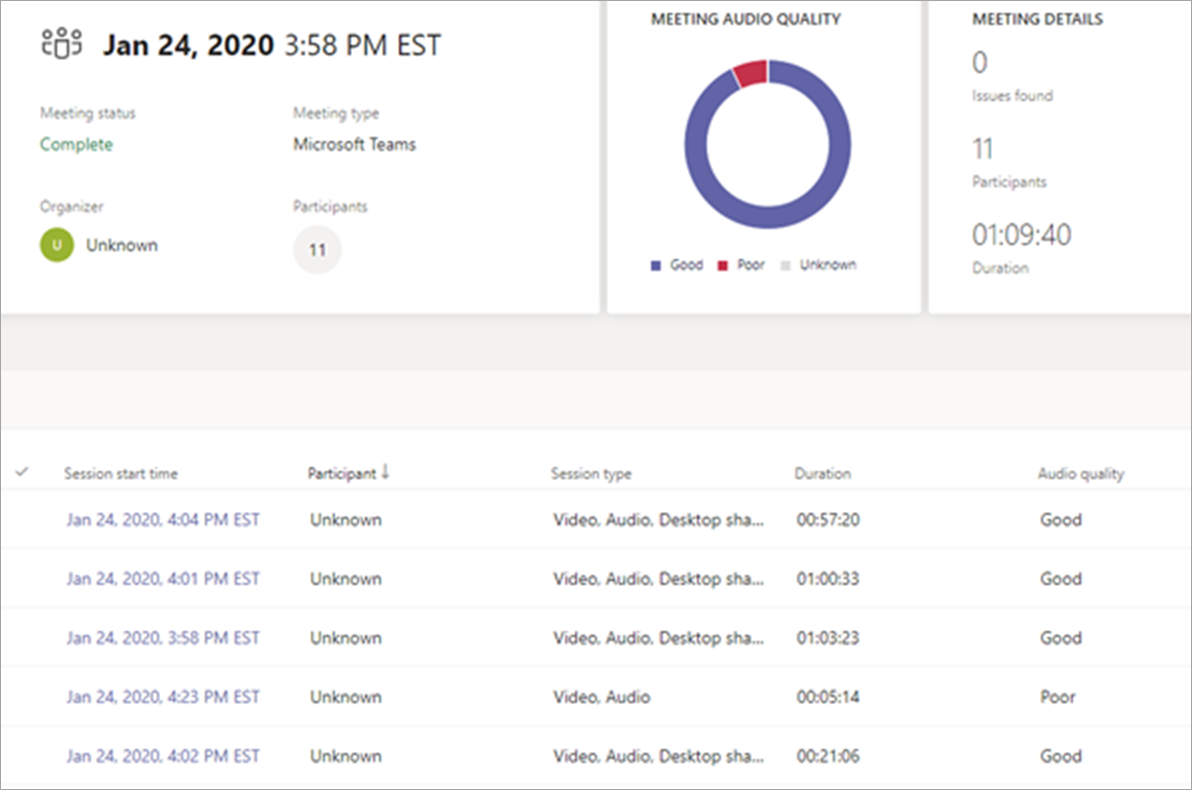 Jan 24, 2020 3:58 PM EST
Meeting status
Meeting type
Complete
Microsoft Teams
Organizer
Participants
U Unknown
11
MEETING AUDIO QUALITY
Good Poor Unknown
MEETING DETAILS
0
Issues found
11
Participants
01:09:40
Duration
Session start time Participant Session type Duration Audio quality
Jan 24, 2020, 4:04 PM EST Unknown Video, Audio, Desktop sha... 00:57:20 Good
Jan 24, 2020, 4:01 PM EST Unknown Video, Audio, Desktop sha... 01:00:33 Good
Jan 24, 2020, 3:58 PM EST Unknown Video, Audio, Desktop sha... 01:03:23 Good
Jan 24, 2020, 4:23 PM EST Unknown Video, Audio 00:05:14 Poor
Jan 24, 2020, 4:02 PM EST Unknown Video, Audio, Desktop sha... 00:21:06 Good